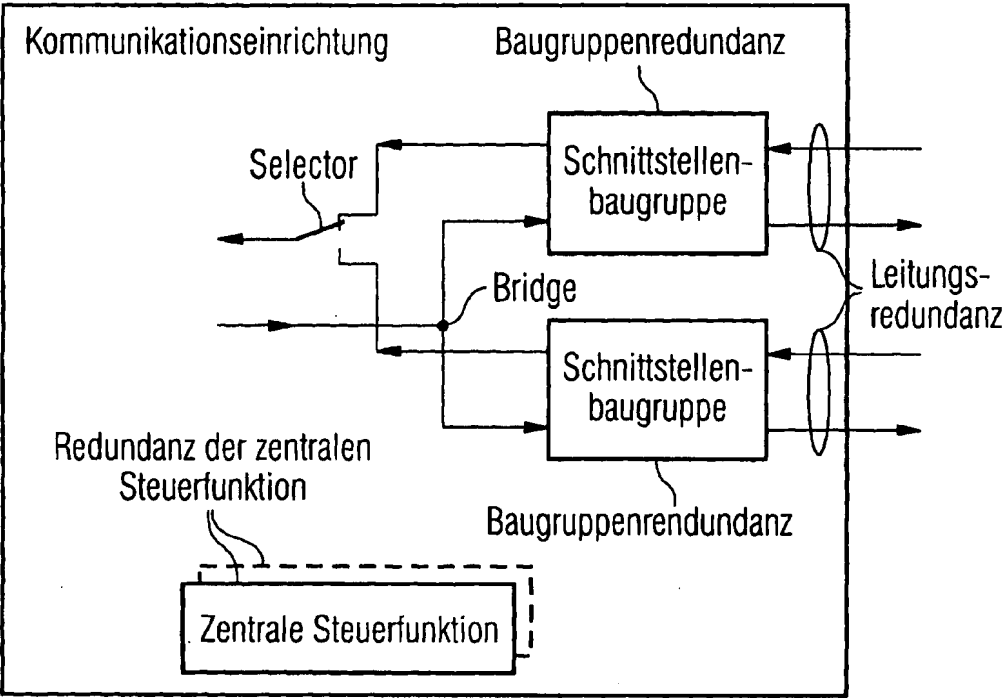 Kommunikationseinrichtung
Baugruppenredundanz
Selector
Schnittstellen-
baugruppe
Bridge
Leitungs-
redundanz
Schnittstellen-
baugruppe
Redundanz der zentralen
Steuerfunktion
Baugruppenrendundanz
Zentrale Steuerfunktion